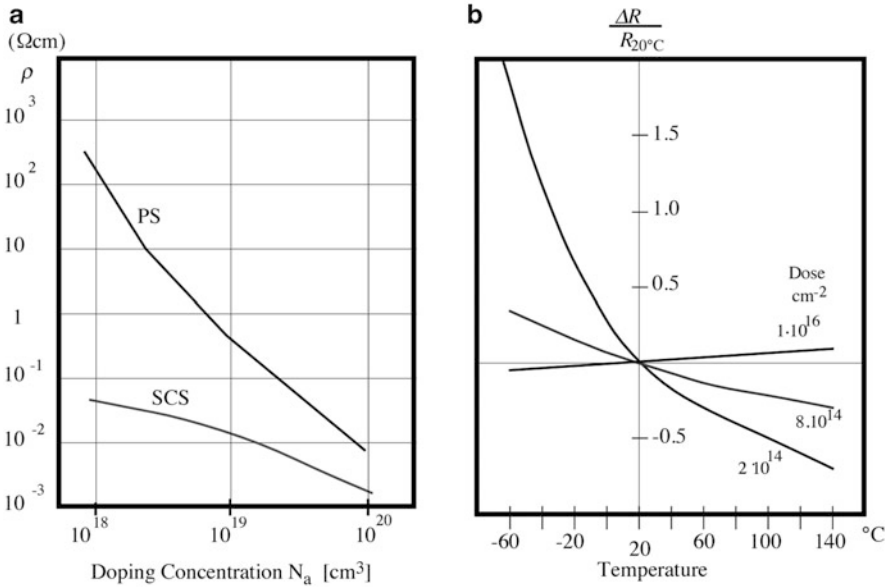 a
(Ωcm)
ρ
10³
10²
10
1
10⁻¹
10⁻²
10⁻³
PS
SCS
10¹⁸
10¹⁹
10²⁰
Doping Concentration Nₐ [cm³]
b
ΔR
R20°C
1.5
1.0
0.5
-0.5
Dose
cm⁻²
1·10¹⁶
8.10¹⁴
2·10¹⁴
-60
-20
20
60
100
140
°C
Temperature